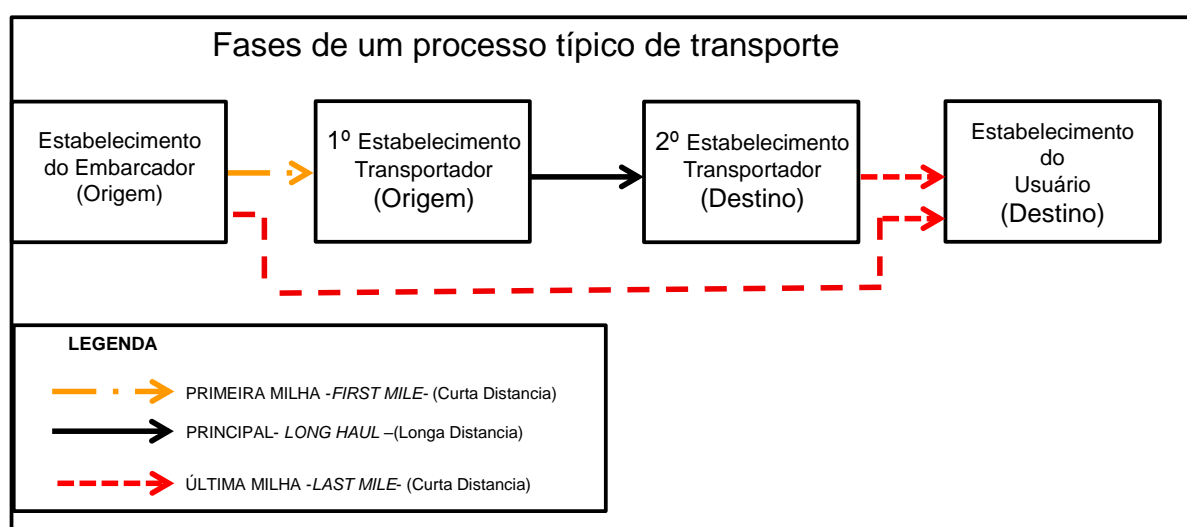 Fases de um processo típico de transporte
Estabelecimento
do Embarcador
(Origem)
1º Estabelecimento
Transportador
(Origem)
2º Estabelecimento
Transportador
(Destino)
Estabelecimento
do
Usuário
(Destino)
LEGENDA
PRIMEIRA MILHA -FIRST MILE- (Curta Distancia)
PRINCIPAL- LONG HAUL –(Longa Distancia)
ÚLTIMA MILHA -LAST MILE- (Curta Distancia)